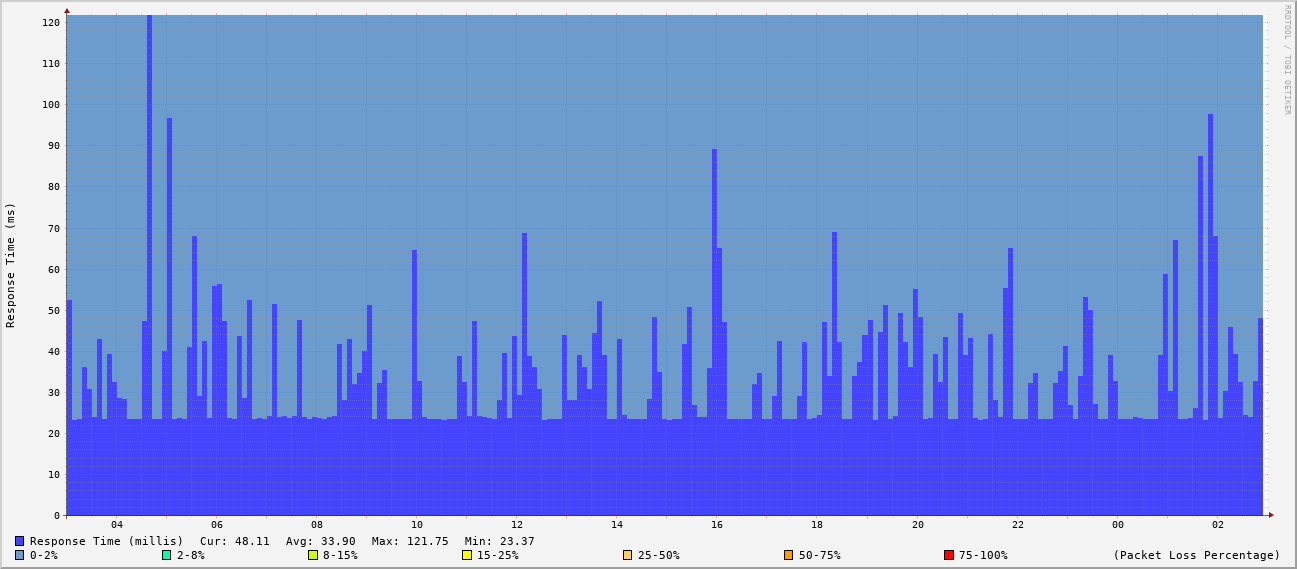 RRDTOOL / TOBI OETIKER
Response Time (ms)
120
110
100
90
80
70
60
50
40
30
20
10
0
04 06 08 10 12 14 16 18 20 22 00 02
Response Time (millis) Cur: 48.11 Avg: 33.90 Max: 121.75 Min: 23.37
0-2% 2-8% 8-15% 15-25% 25-50% 50-75% 75-100% (Packet Loss Percentage)